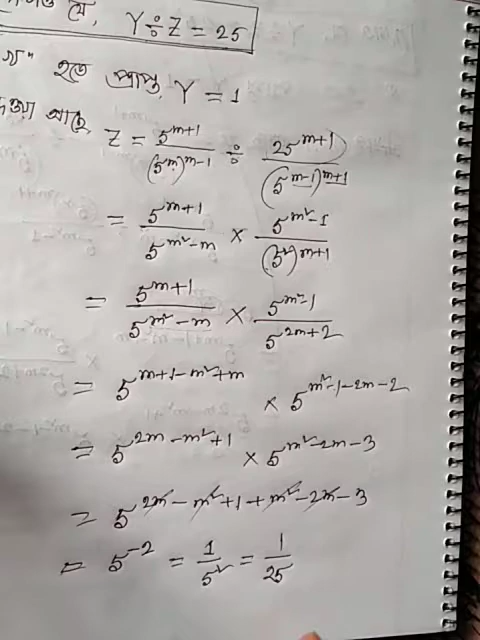 যে, Y÷Z = 25
"গ" হতে প্রাপ্ত, Y = 1
দেওয়া আছে,
Z = 5^{m+1}/(5^m)^{m-1} ÷ 25^{m+1}/(5^{m-1})^{m+1}
= 5^{m+1}/5^{m²-m} × 5^{m²-1}/(5²)^{m+1}
= 5^{m+1}/5^{m²-m} × 5^{m²-1}/5^{2m+2}
= 5^{m+1-m²+m} × 5^{m²-1-2m-2}
= 5^{2m-m²+1} × 5^{m²-2m-3}
= 5^{2m-m²+1+m²-2m-3}
= 5^{-2} = 1/5² = 1/25